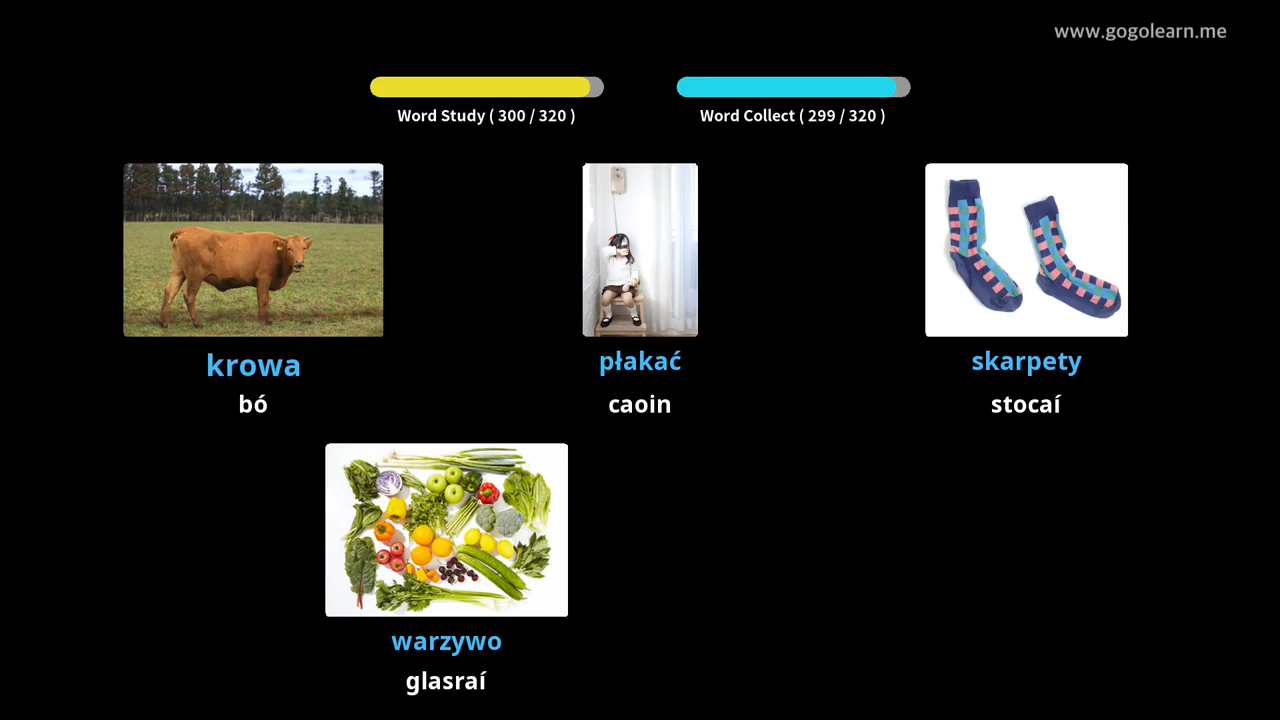 www.gogolearn.me
Word Study ( 300 / 320 )
Word Collect ( 299 / 320 )
krowa
bó
płakać
caoin
skarpety
stocaí
warzywo
glasraí